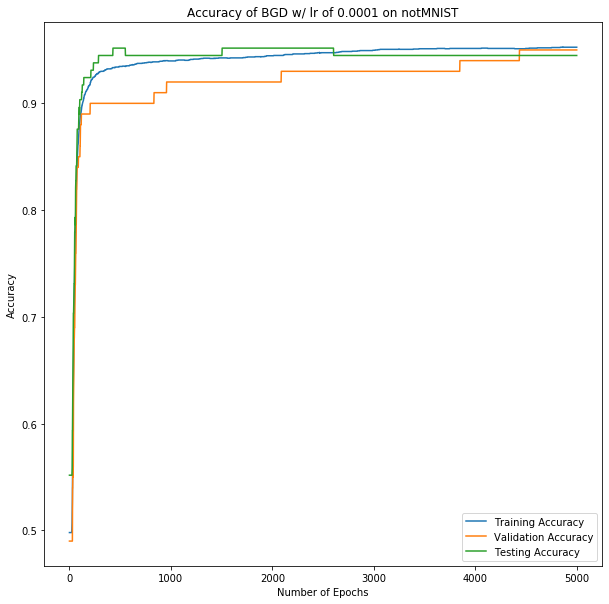 Accuracy of BGD w/ lr of 0.0001 on notMNIST
0.9
0.8
0.7
0.6
0.5
Accuracy
0 1000 2000 3000 4000 5000
Number of Epochs
Training Accuracy
Validation Accuracy
Testing Accuracy